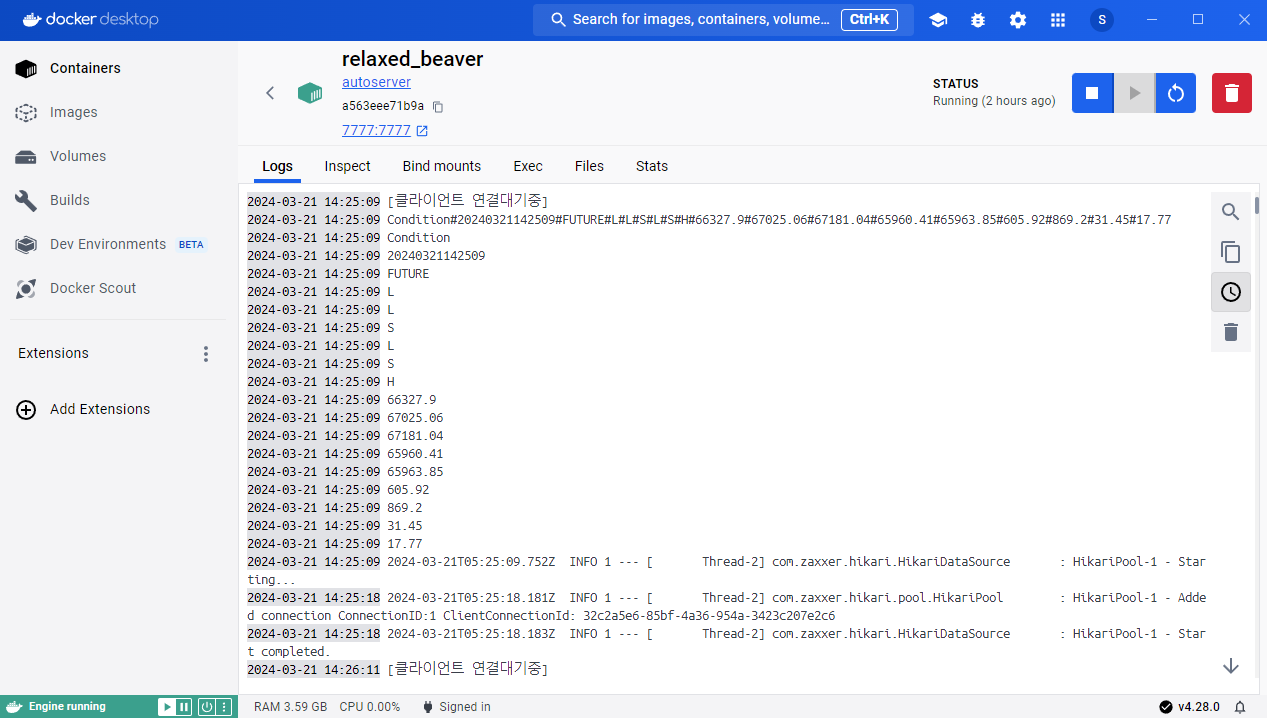 docker desktop
Search for images, containers, volume... Ctrl+K
S
Containers
Images
Volumes
Builds
Dev Environments BETA
Docker Scout
Extensions
Add Extensions
relaxed_beaver
autoserver
a563eee71b9a
7777:7777
STATUS
Running (2 hours ago)
Logs Inspect Bind mounts Exec Files Stats
2024-03-21 14:25:09 [클라이언트 연결대기중]
2024-03-21 14:25:09 Condition#20240321142509#FUTURE#L#L#S#L#S#H#66327.9#67025.06#67181.04#65960.41#65963.85#605.92#869.2#31.45#17.77
2024-03-21 14:25:09 Condition
2024-03-21 14:25:09 20240321142509
2024-03-21 14:25:09 FUTURE
2024-03-21 14:25:09 L
2024-03-21 14:25:09 L
2024-03-21 14:25:09 S
2024-03-21 14:25:09 L
2024-03-21 14:25:09 S
2024-03-21 14:25:09 H
2024-03-21 14:25:09 66327.9
2024-03-21 14:25:09 67025.06
2024-03-21 14:25:09 67181.04
2024-03-21 14:25:09 65960.41
2024-03-21 14:25:09 65963.85
2024-03-21 14:25:09 605.92
2024-03-21 14:25:09 869.2
2024-03-21 14:25:09 31.45
2024-03-21 14:25:09 17.77
2024-03-21 14:25:09 2024-03-21T05:25:09.752Z  INFO 1 --- [       Thread-2] com.zaxxer.hikari.HikariDataSource       : HikariPool-1 - Star
ting...
2024-03-21 14:25:18 2024-03-21T05:25:18.181Z  INFO 1 --- [       Thread-2] com.zaxxer.hikari.pool.HikariPool        : HikariPool-1 - Adde
d connection ConnectionID:1 ClientConnectionId: 32c2a5e6-85bf-4a36-954a-3423c207e2c6
2024-03-21 14:25:18 2024-03-21T05:25:18.183Z  INFO 1 --- [       Thread-2] com.zaxxer.hikari.HikariDataSource       : HikariPool-1 - Star
t completed.
2024-03-21 14:26:11 [클라이언트 연결대기중]
Engine running
RAM 3.59 GB CPU 0.00% Signed in
v4.28.0